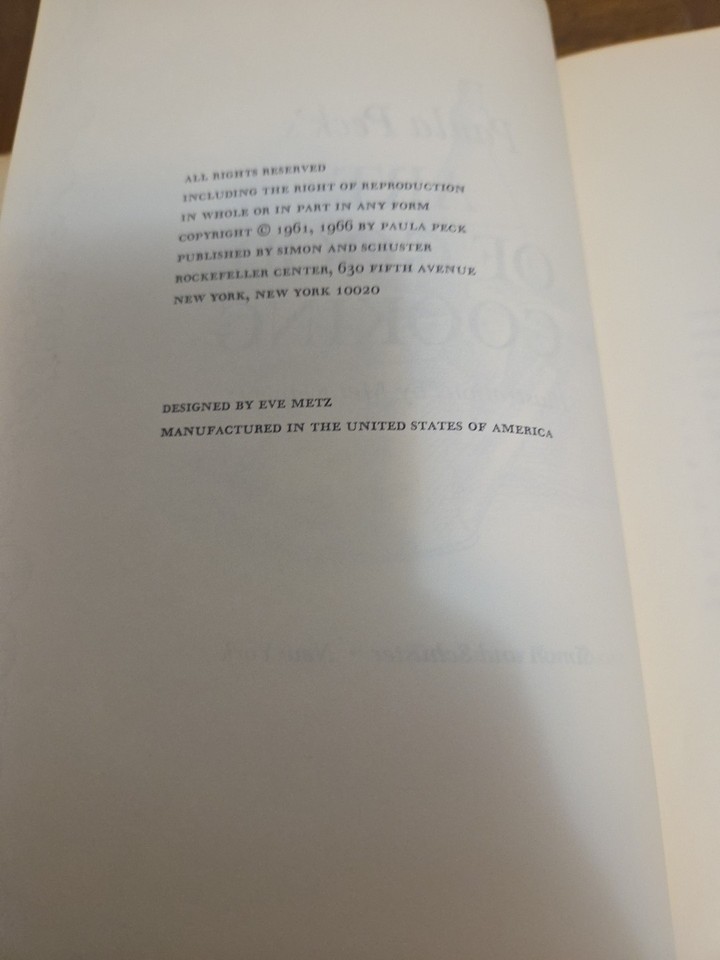 ALL RIGHTS RESERVED
INCLUDING THE RIGHT OF REPRODUCTION
IN WHOLE OR IN PART IN ANY FORM
COPYRIGHT © 1961, 1966 BY PAULA PECK
PUBLISHED BY SIMON AND SCHUSTER
ROCKEFELLER CENTER, 630 FIFTH AVENUE
NEW YORK, NEW YORK 10020
DESIGNED BY EVE METZ
MANUFACTURED IN THE UNITED STATES OF AMERICA